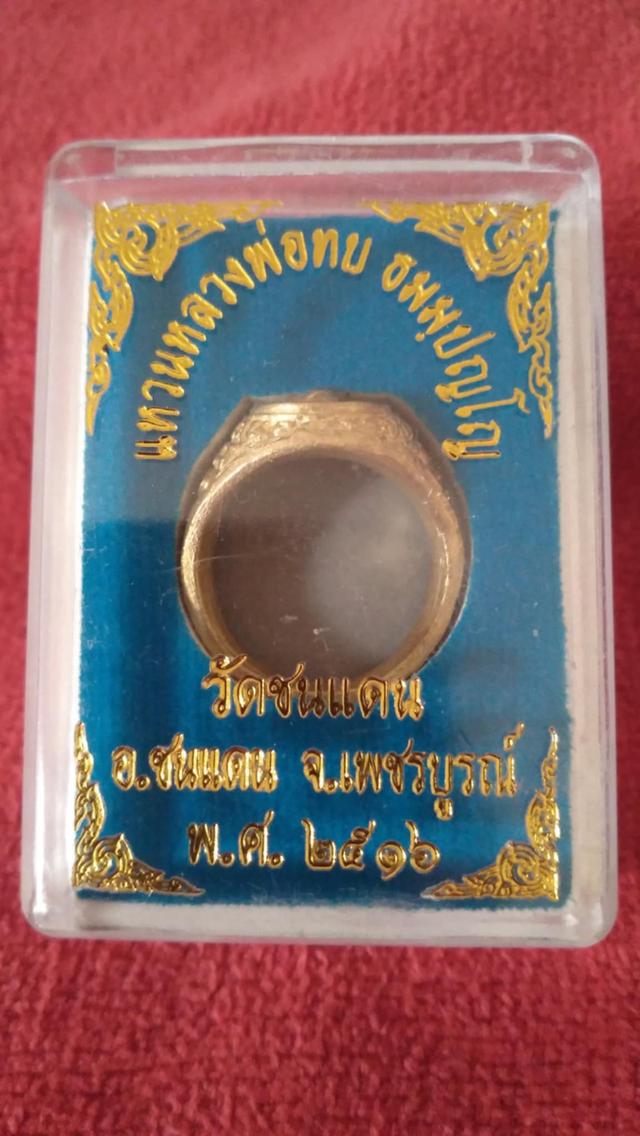 แหวนหลวงพ่อทบ ธมฺมปญฺโญ
วัดชนแดน
อ.ชนแดน จ.เพชรบูรณ์
พ.ศ. ๒๕๑๖